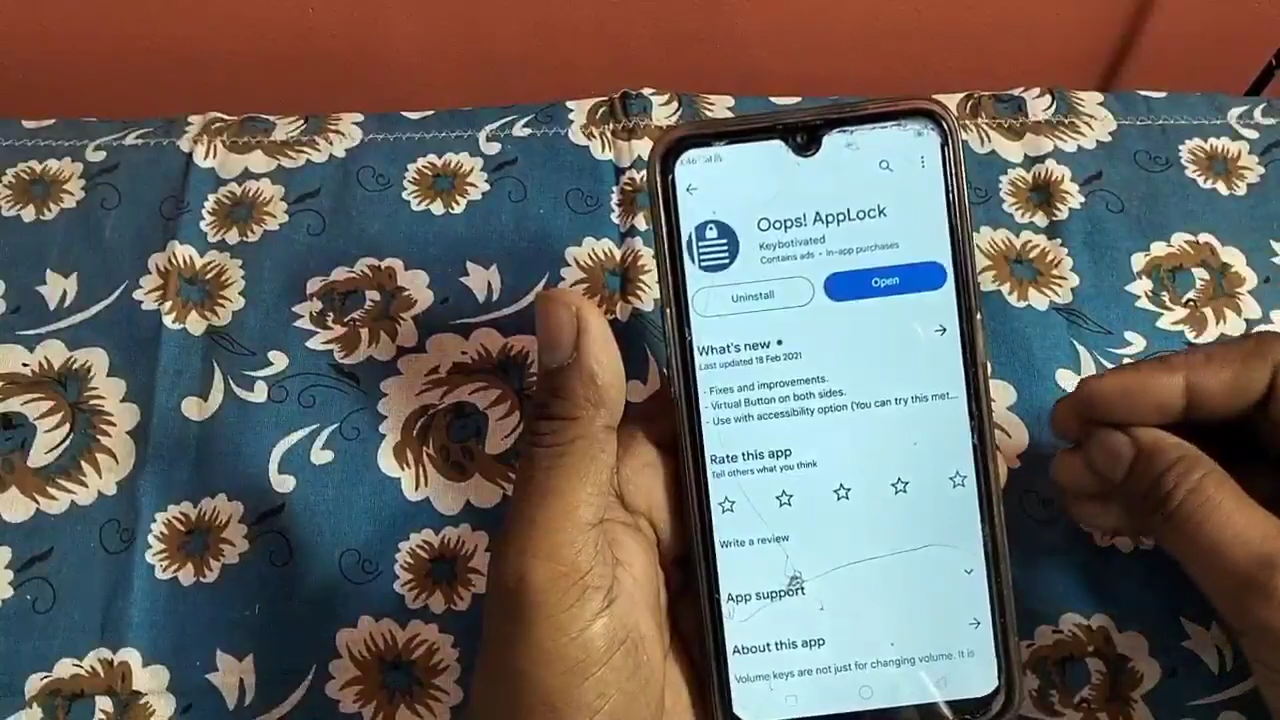 Oops! AppLock
Keybotivated
Contains ads • In-app purchases
Uninstall
Open
What's new •
Last updated 18 Feb 2021
- Fixes and improvements.
- Virtual Button on both sides.
- Use with accessibility option (You can try this met...
Rate this app
Tell others what you think
Write a review
App support
About this app
Volume keys are not just for changing volume. It is